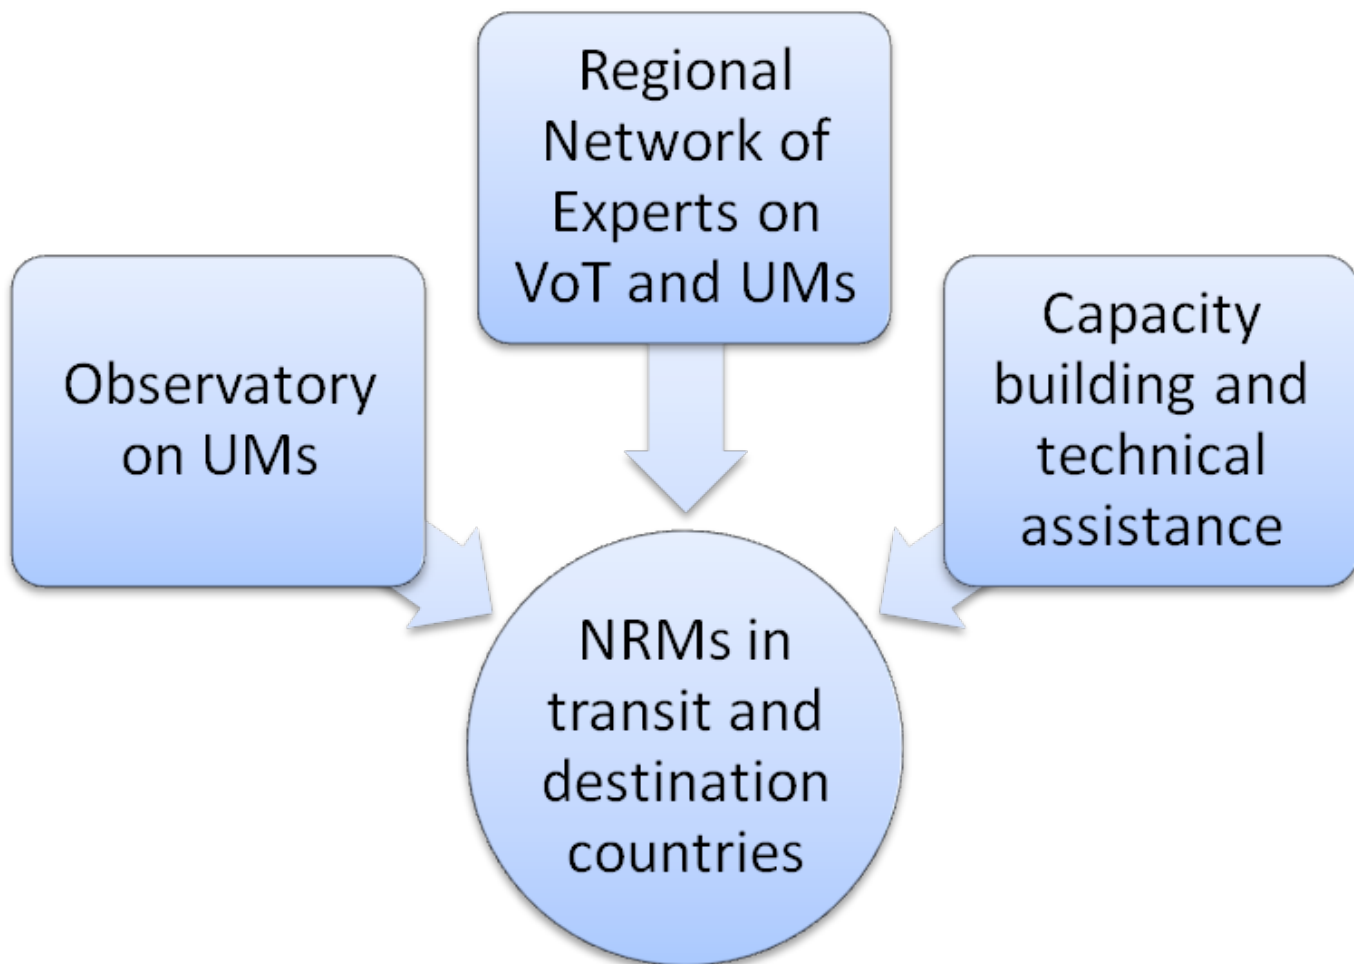 Regional
Network of
Experts on
VoT and UMs
Observatory
on UMs
Capacity
building and
technical
assistance
NRMs in
transit and
destination
countries